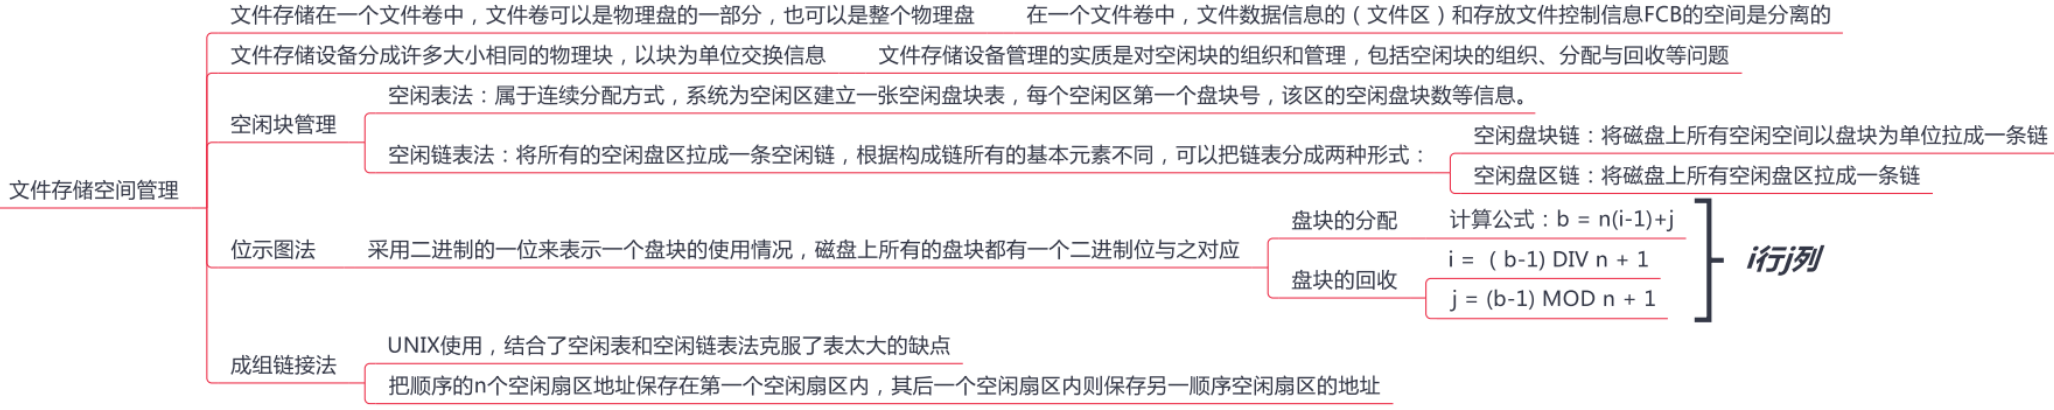 文件存储空间管理
文件存储在一个文件卷中，文件卷可以是物理盘的一部分，也可以是整个物理盘
在一个文件卷中，文件数据信息的（文件区）和存放文件控制信息FCB的空间是分离的
文件存储设备分成许多大小相同的物理块，以块为单位交换信息
文件存储设备管理的实质是对空闲块的组织和管理，包括空闲块的组织、分配与回收等问题
空闲块管理
空闲表法：属于连续分配方式，系统为空闲区建立一张空闲盘块表，每个空闲区第一个盘块号，该区的空闲盘块数等信息。
空闲链表法：将所有的空闲盘区拉成一条空闲链，根据构成链所有的基本元素不同，可以把链表分成两种形式：
空闲盘块链：将磁盘上所有空闲空间以盘块为单位拉成一条链
空闲盘区链：将磁盘上所有空闲盘区拉成一条链
位示图法
采用二进制的一位来表示一个盘块的使用情况，磁盘上所有的盘块都有一个二进制位与之对应
盘块的分配
计算公式：b = n(i-1)+j
盘块的回收
i = （ b-1) DIV n + 1
j = (b-1) MOD n + 1
i行j列
成组链接法
UNIX使用，结合了空闲表和空闲链表法克服了表太大的缺点
把顺序的n个空闲扇区地址保存在第一个空闲扇区内，其后一个空闲扇区内则保存另一顺序空闲扇区的地址